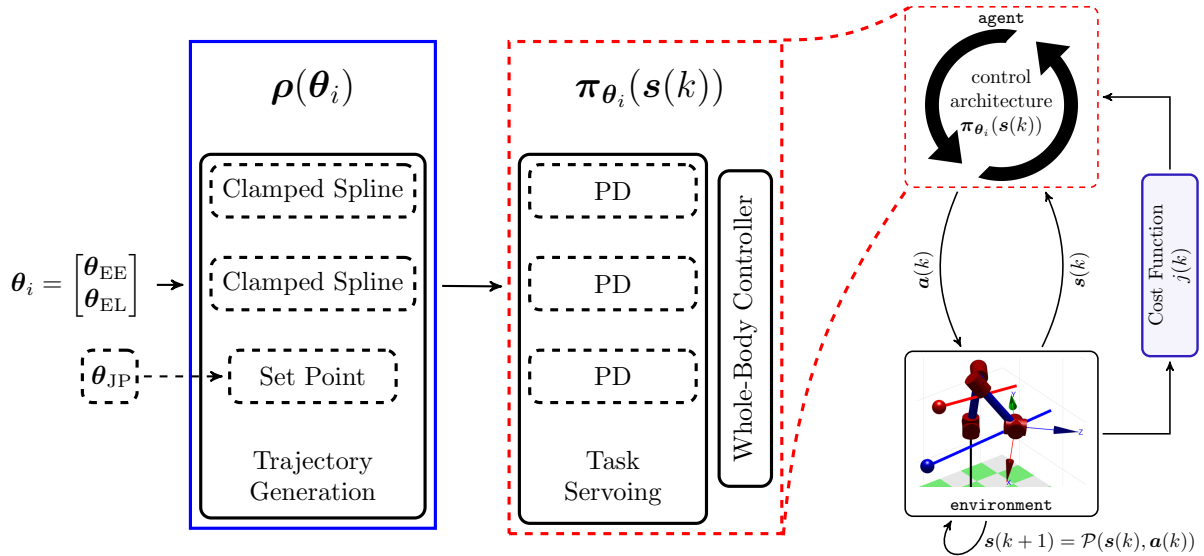 θ_i = [θ_EE
θ_EL]
θ_JP
ρ(θ_i)
Clamped Spline
Clamped Spline
Set Point
Trajectory
Generation
π_θ_i(s(k))
PD
PD
PD
Task
Servoing
Whole-Body Controller
agent
control
architecture
π_θ_i(s(k))
a(k)
s(k)
Cost Function
j(k)
Y
Z
X
environment
s(k + 1) = P(s(k), a(k))